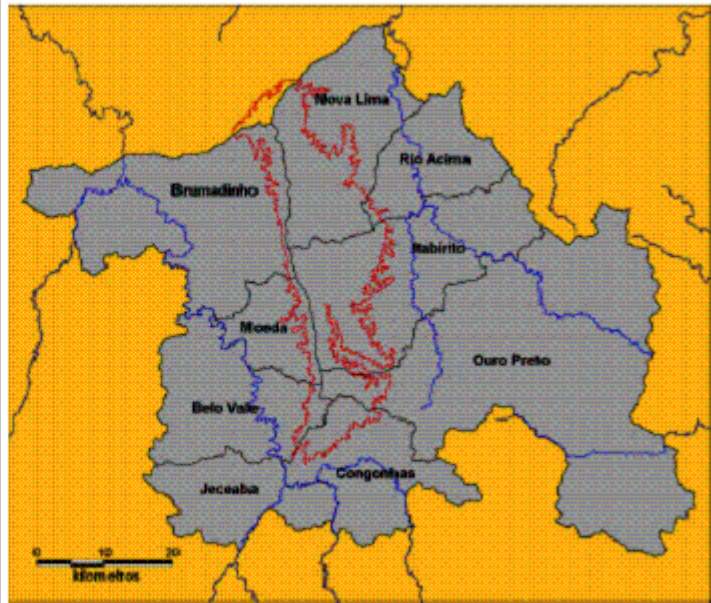 Nova Lima
Rio Acima
Brumadinho
Itabirito
Moeda
Ouro Preto
Belo Vale
Congonhas
Jeceaba
0 10 20
kilometros